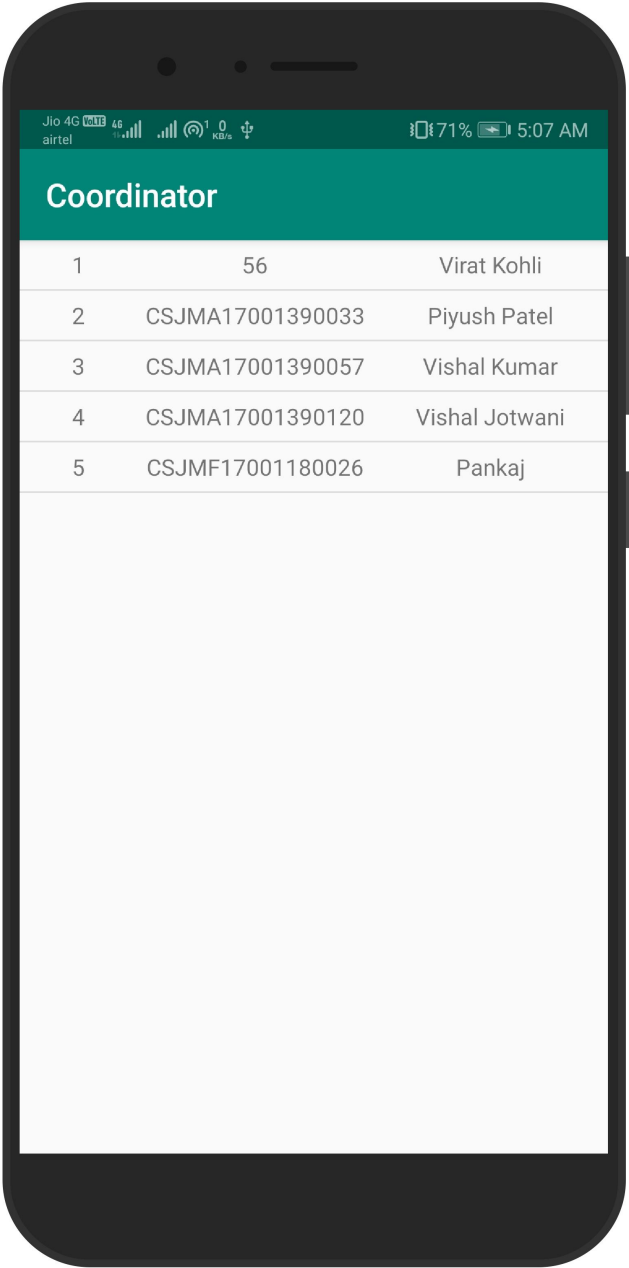 Jio 4G VoLTE 4G 1 0 KB/s 71% 5:07 AM
airtel
Coordinator
1 56 Virat Kohli
2 CSJMA17001390033 Piyush Patel
3 CSJMA17001390057 Vishal Kumar
4 CSJMA17001390120 Vishal Jotwani
5 CSJMF17001180026 Pankaj